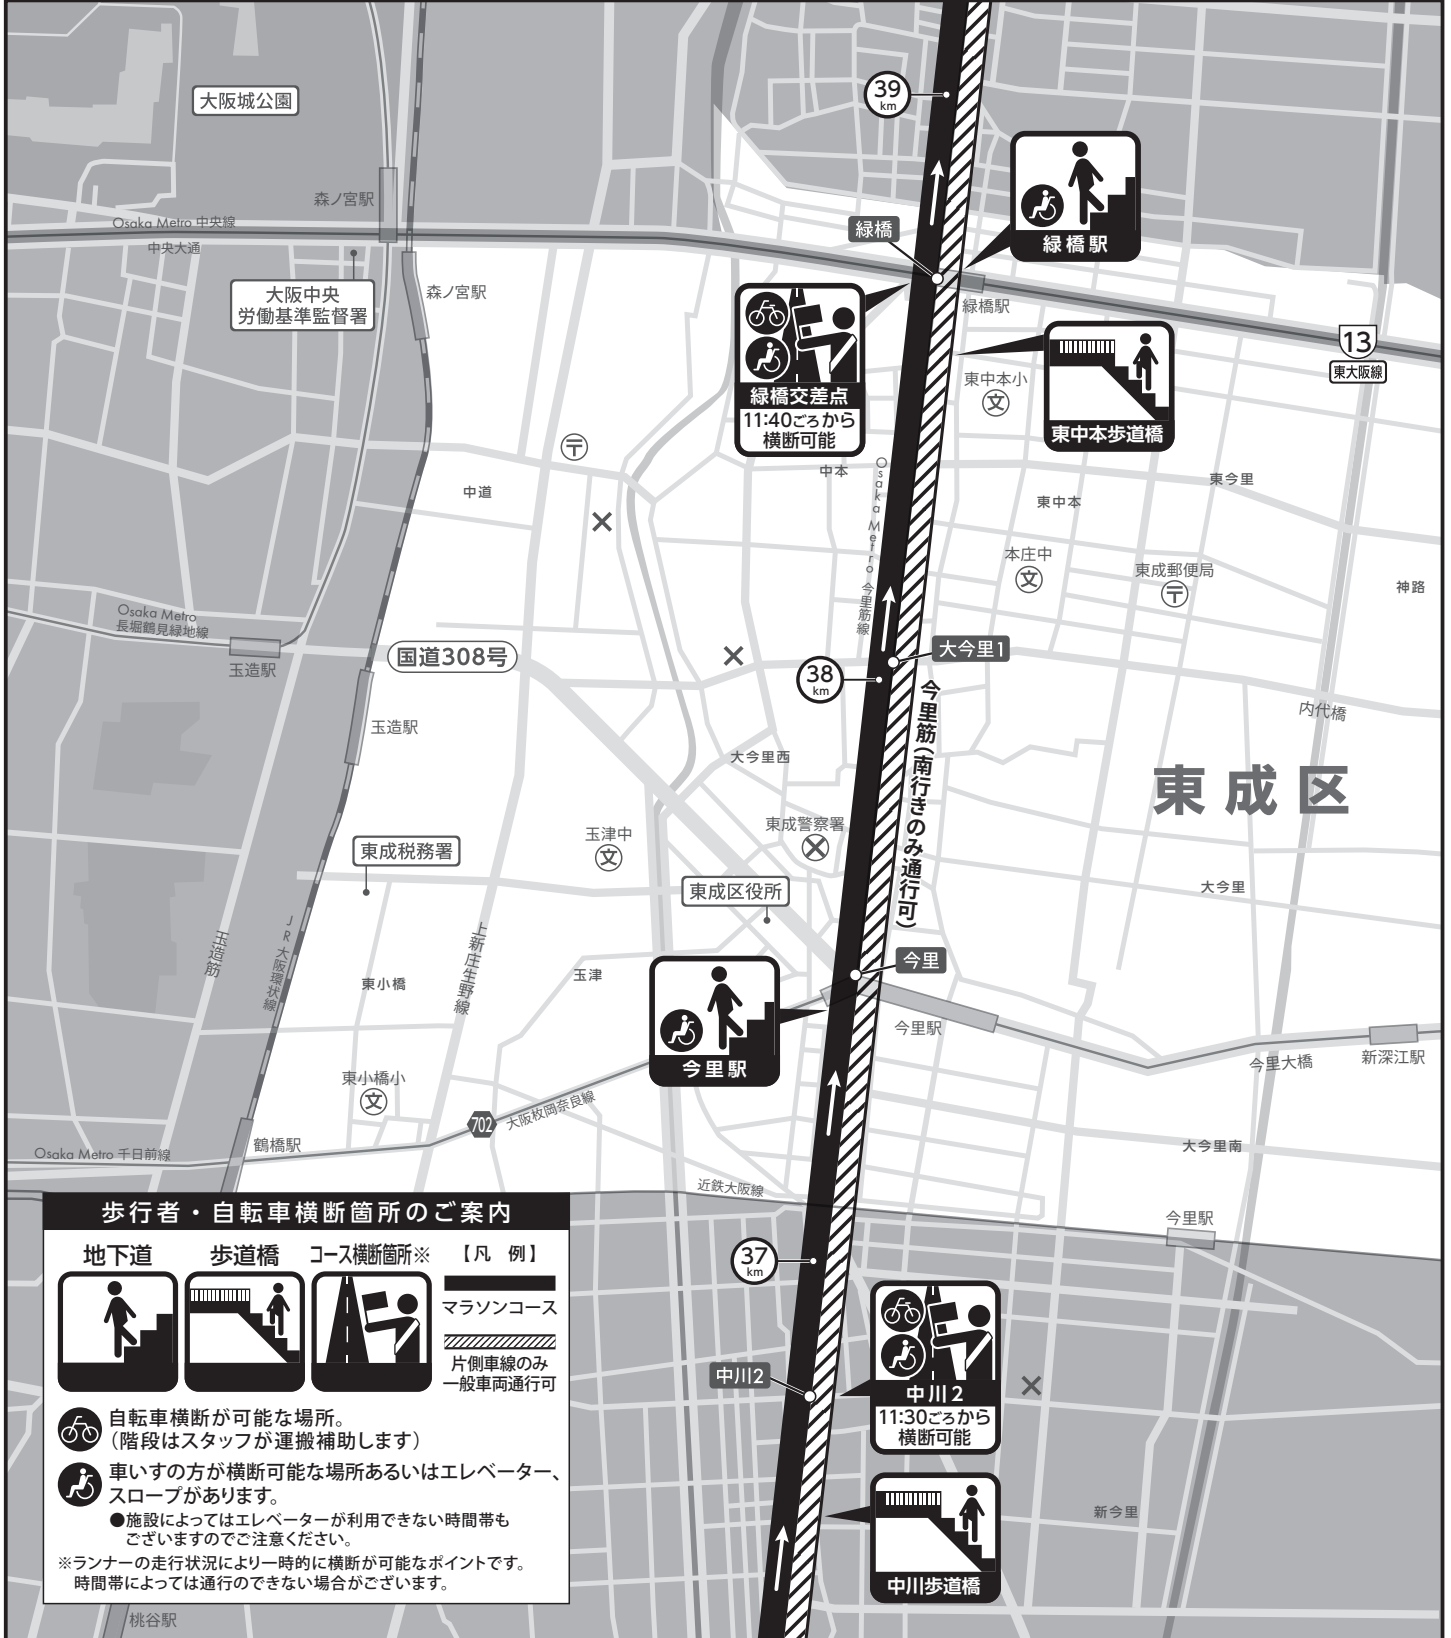 39
km
大阪城公園
森ノ宮駅
Osaka Metro 中央線
中央大通
緑橋
緑橋駅
大阪中央
労働基準監督署
森ノ宮駅
緑橋駅
13
東大阪線
緑橋交差点
11:40ごろから
横断可能
東中本小
文
東中本歩道橋
〒
中道
中本
Osaka Metro 今里筋線
東今里
東中本
本庄中
文
東成郵便局
〒
神路
Osaka Metro
長堀鶴見緑地線
玉造駅
国道308号
大今里1
38
km
玉造駅
今里筋(南行きのみ通行可)
内代橋
大今里西
東成区
東成警察署
玉津中
文
東成税務署
東成区役所
大今里
玉造筋
JR大阪環状線
上新庄生野線
東小橋
玉津
今里
今里駅
今里駅
今里大橋
新深江駅
東小橋小
文
702
大阪枚岡奈良線
鶴橋駅
Osaka Metro 千日前線
大今里南
近鉄大阪線
今里駅
37
km
中川2
中川2
11:30ごろから
横断可能
新今里
中川歩道橋
歩行者・自転車横断箇所のご案内
地下道
歩道橋
コース横断箇所※
【凡 例】
マラソンコース
片側車線のみ
一般車両通行可
自転車横断が可能な場所。
(階段はスタッフが運搬補助します)
車いすの方が横断可能な場所あるいはエレベーター、
スロープがあります。
●施設によってはエレベーターが利用できない時間帯も
ございますのでご注意ください。
※ランナーの走行状況により一時的に横断が可能なポイントです。
時間帯によっては通行のできない場合がございます。
桃谷駅